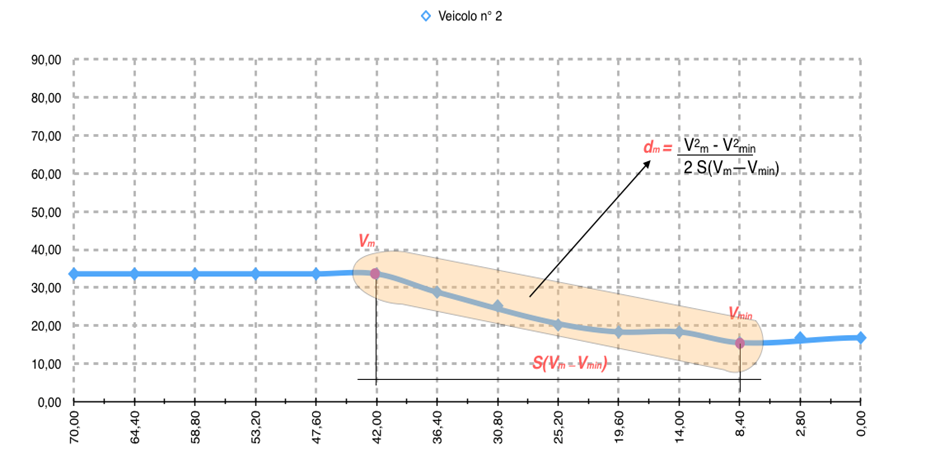 Veicolo n° 2
90,00
80,00
70,00
60,00
50,00
40,00
30,00
20,00
10,00
0,00
dm = V²m - V²min
2 S(Vm—Vminn)
Vm
Vmin
S(Vm - Vmin)
70,00 64,40 58,80 53,20 47,60 42,00 36,40 30,80 25,20 19,60 14,00 8,40 2,80 0,00